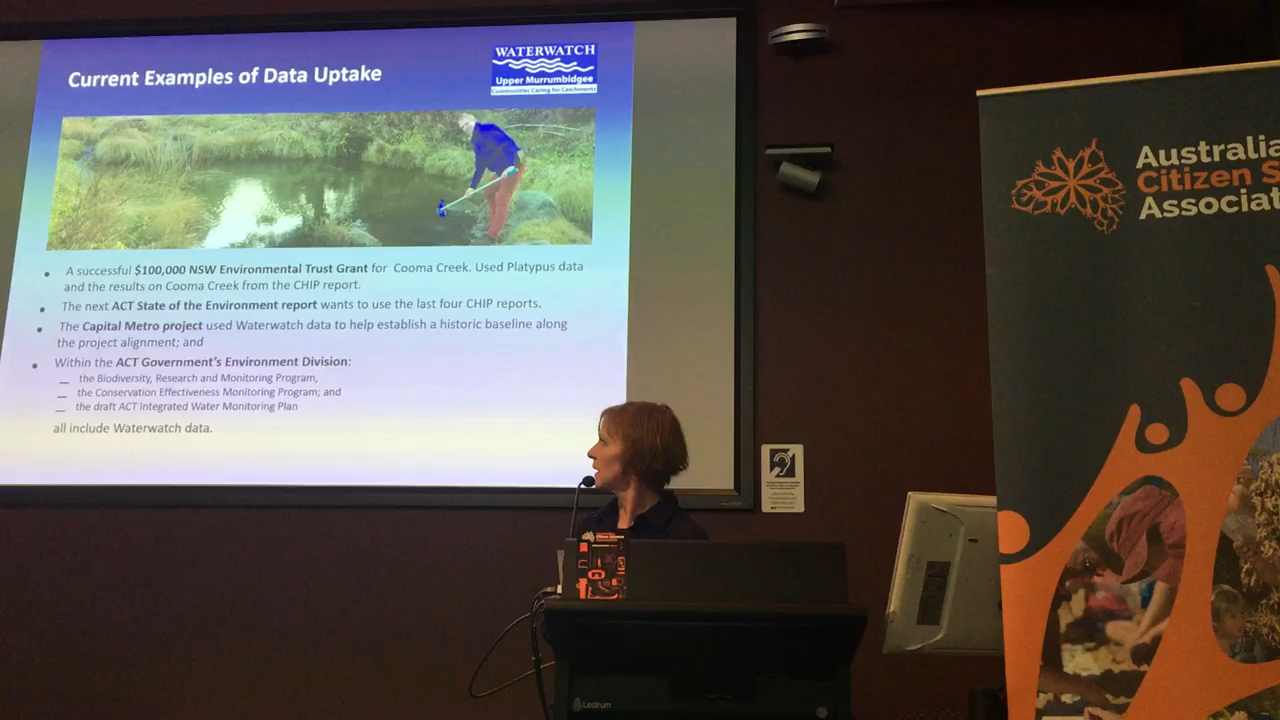 Current Examples of Data Uptake
WATERWATCH
Upper Murrumbidgee
Communities Caring for Catchments
• A successful $100,000 NSW Environmental Trust Grant for Cooma Creek. Used Platypus data
and the results on Cooma Creek from the CHIP report.
• The next ACT State of the Environment report wants to use the last four CHIP reports.
• The Capital Metro project used Waterwatch data to help establish a historic baseline along
the project alignment; and
• Within the ACT Government's Environment Division:
— the Biodiversity, Research and Monitoring Program,
— the Conservation Effectiveness Monitoring Program; and
— the draft ACT Integrated Water Monitoring Plan
all include Waterwatch data.
Australia
Citizen S
Associat
Citizen Science
Lectrum